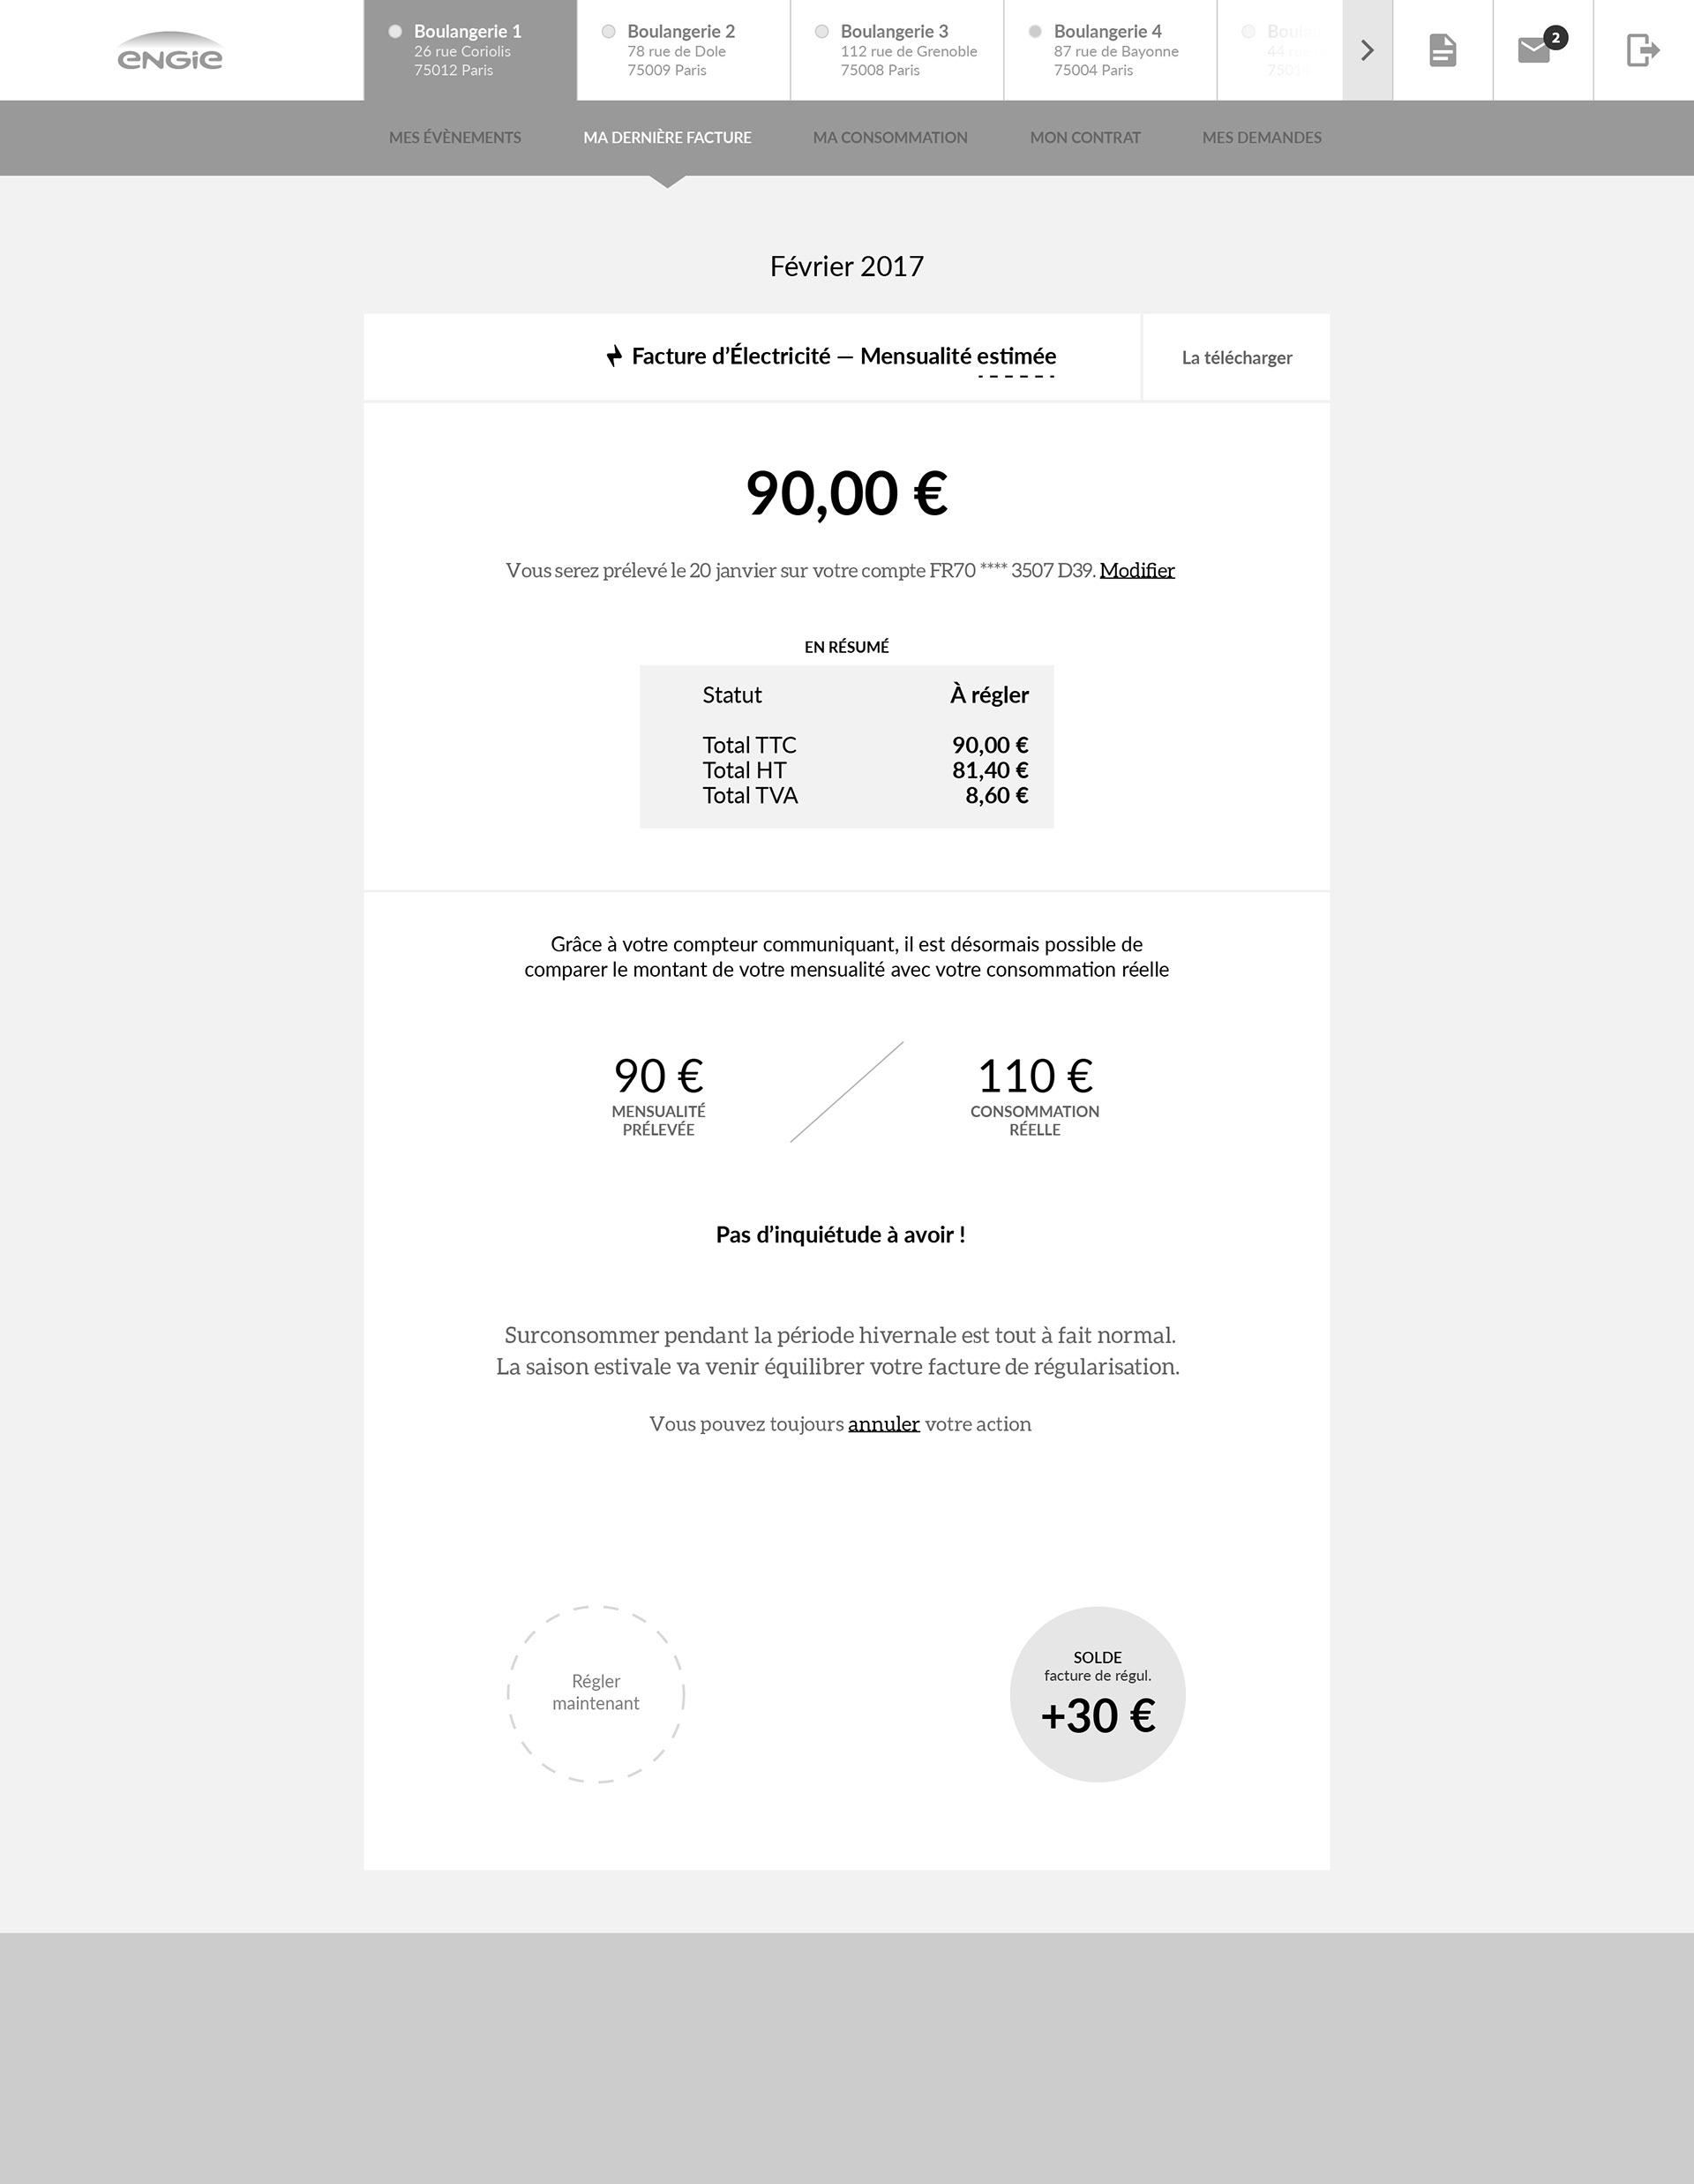 ENGIE
Boulangerie 1
26 rue Coriolis
75012 Paris
Boulangerie 2
78 rue de Dole
75009 Paris
Boulangerie 3
112 rue de Grenoble
75008 Paris
Boulangerie 4
87 rue de Bayonne
75004 Paris
44
2
MES ÉVÈNEMENTS MA DERNIÈRE FACTURE MA CONSOMMATION MON CONTRAT MES DEMANDES
Février 2017
Facture d’Électricité — Mensualité estimée
La télécharger
90,00 €
Vous serez prélevé le 20 janvier sur votre compte FR70 **** 3507 D39. Modifier
EN RÉSUMÉ
Statut À régler
Total TTC 90,00 €
Total HT 81,40 €
Total TVA 8,60 €
Grâce à votre compteur communiquant, il est désormais possible de
comparer le montant de votre mensualité avec votre consommation réelle
90 €
MENSUALITÉ
PRÉLEVÉE
110 €
CONSOMMATION
RÉELLE
Pas d’inquiétude à avoir !
Surconsommer pendant la période hivernale est tout à fait normal.
La saison estivale va venir équilibrer votre facture de régularisation.
Vous pouvez toujours annuler votre action
Régler
maintenant
SOLDE
facture de régul.
+30 €